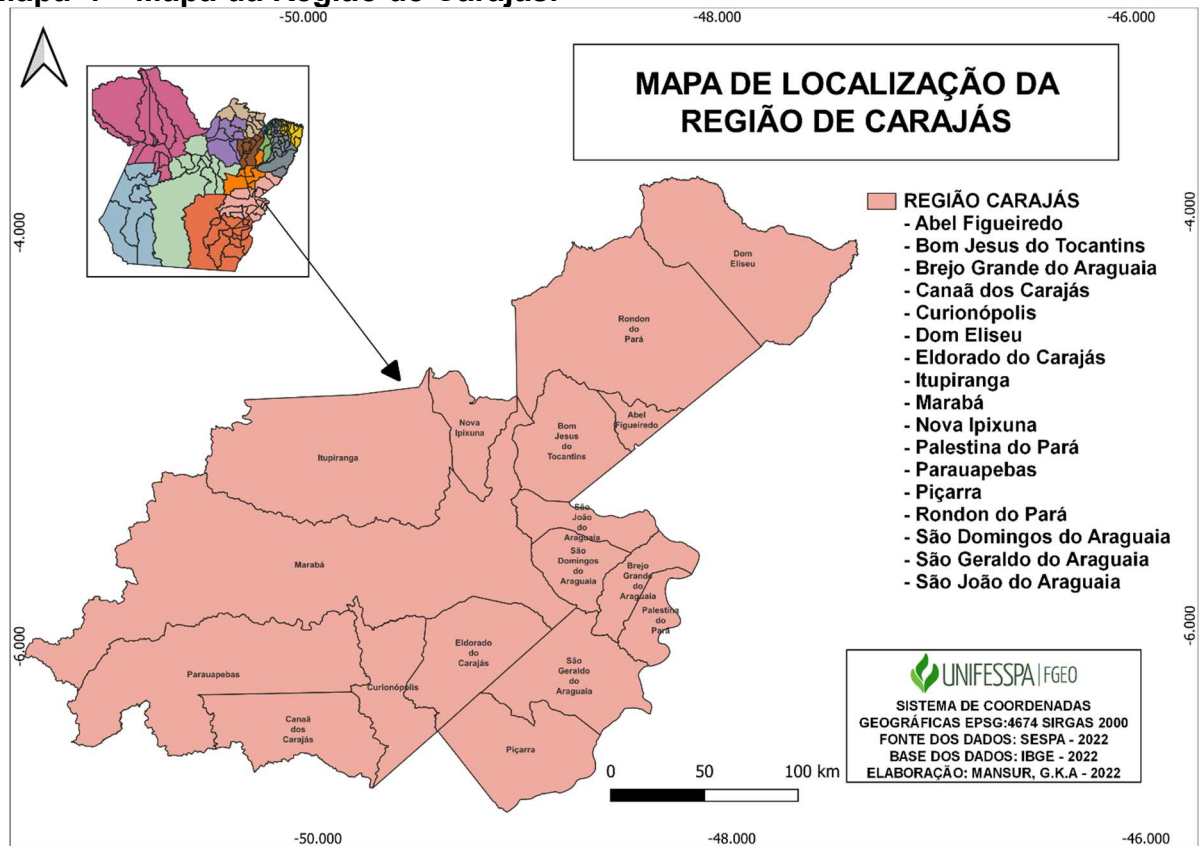 Mapa 4 – Mapa da Região de Carajás.
-50.000
-48.000
-46.000
MAPA DE LOCALIZAÇÃO DA
REGIÃO DE CARAJÁS
-4.000
-4.000
REGIÃO CARAJÁS
- Abel Figueiredo
- Bom Jesus do Tocantins
- Brejo Grande do Araguaia
- Canaã dos Carajás
- Curionópolis
- Dom Eliseu
- Eldorado do Carajás
- Itupiranga
- Marabá
- Nova Ipixuna
- Palestina do Pará
- Parauapebas
- Piçarra
- Rondon do Pará
- São Domingos do Araguaia
- São Geraldo do Araguaia
- São João do Araguaia
Dom
Eliseu
Rondon
do
Pará
Abel
Figueiredo
Nova
Ipixuna
Bom
Jesus
do
Tocantins
Itupiranga
São
João
do
Araguaia
São
Domingos
do
Araguaia
Brejo
Grande
do
Araguaia
Palestina
do
Pará
Marabá
Eldorado
do
Carajás
São
Geraldo
do
Araguaia
Parauapebas
Curionópolis
Canaã
dos
Carajás
Piçarra
-6.000
-6.000
0 50 100 km
UNIFESSPA | FGEO
SISTEMA DE COORDENADAS
GEOGRÁFICAS EPSG:4674 SIRGAS 2000
FONTE DOS DADOS: SESPA - 2022
BASE DOS DADOS: IBGE - 2022
ELABORAÇÃO: MANSUR, G.K.A - 2022
-50.000
-48.000
-46.000